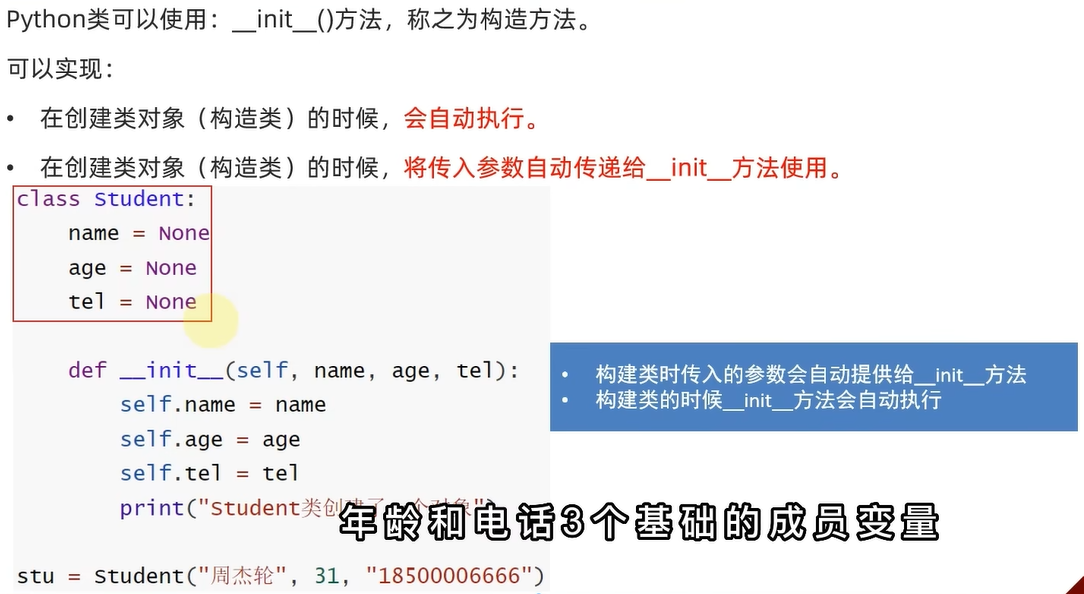 Python类可以使用：__init__()方法，称之为构造方法。
可以实现：
• 在创建类对象（构造类）的时候，会自动执行。
• 在创建类对象（构造类）的时候，将传入参数自动传递给__init__方法使用。
class Student:
    name = None
    age = None
    tel = None
    def __init__(self, name, age, tel):
        self.name = name
        self.age = age
        self.tel = tel
        print("Student类创建了一个对象")
• 构建类时传入的参数会自动提供给__init__方法
• 构建类的时候__init__方法会自动执行
年龄和电话3个基础的成员变量
stu = Student("周杰轮", 31, "18500006666")